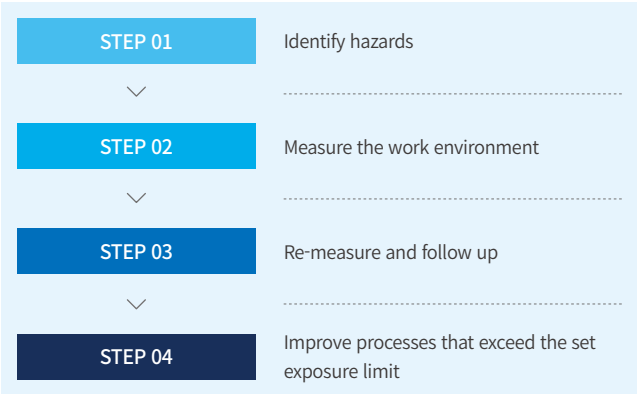 STEP 01
Identify hazards
STEP 02
Measure the work environment
STEP 03
Re-measure and follow up
STEP 04
Improve processes that exceed the set
exposure limit